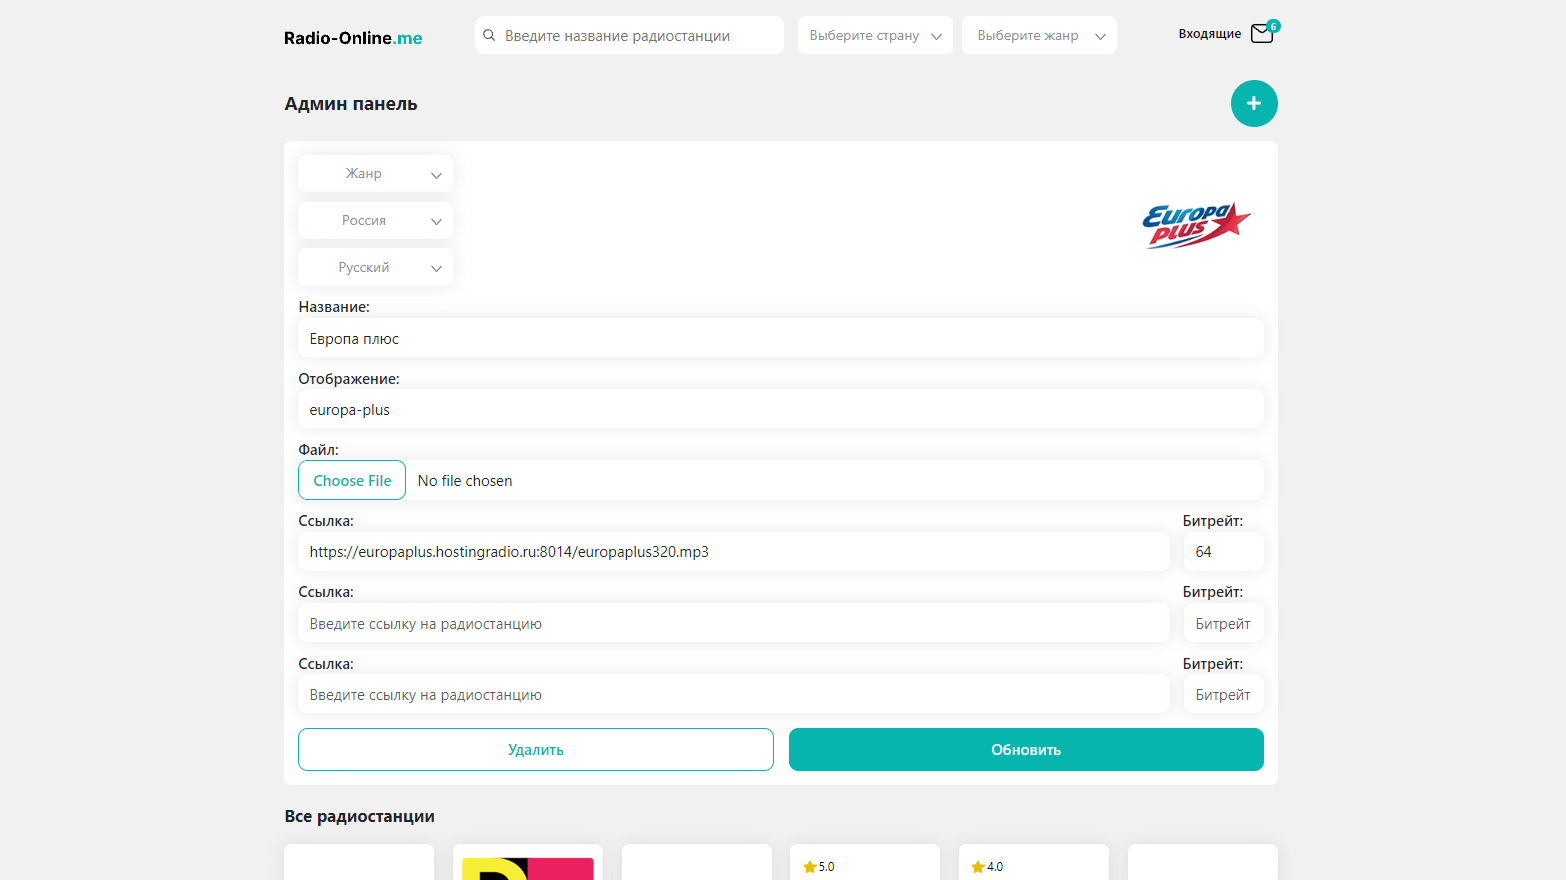 Radio-Online.me
Введите название радиостанции
Выберите страну
Выберите жанр
Входящие
6
Админ панель
+
Жанр
Россия
Русский
Europa
PLUS
Название:
Европа плюс
Отображение:
europa-plus
Файл:
Choose File
No file chosen
Ссылка:
Битрейт:
https://europaplus.hostingradio.ru:8014/europaplus320.mp3
64
Ссылка:
Битрейт:
Введите ссылку на радиостанцию
Битрейт
Ссылка:
Битрейт:
Введите ссылку на радиостанцию
Битрейт
Удалить
Обновить
Все радиостанции
5.0
4.0